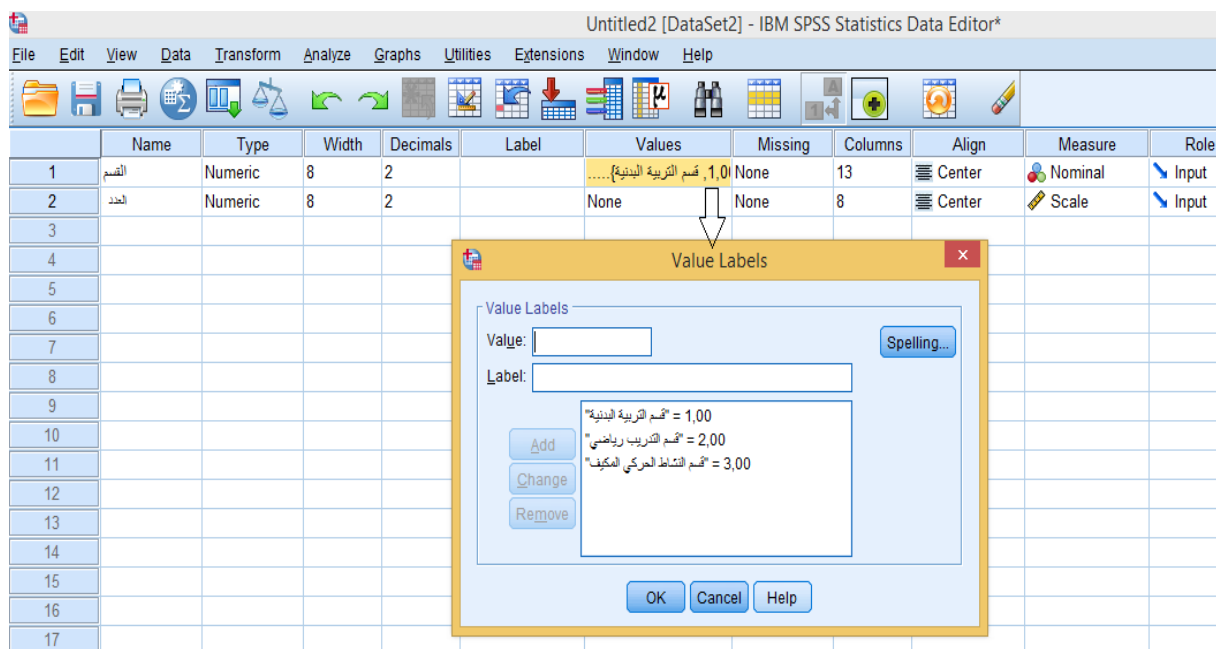 Untitled2 [DataSet2] - IBM SPSS Statistics Data Editor*
File Edit View Data Transform Analyze Graphs Utilities Extensions Window Help
Name Type Width Decimals Label Values Missing Columns Align Measure Role
1 القسم Numeric 8 2 .....{1,00, قسم التربية البدنية None 13 Center Nominal Input
2 العدد Numeric 8 2 None None 8 Center Scale Input
3
4
5
6
7
8
9
10
11
12
13
14
15
16
17
Value Labels
Value Labels
Value:
Spelling...
Label:
1,00 = "قسم التربية البدنية"
2,00 = "قسم التدريب رياضي"
3,00 = "قسم النشاط الحركي المكيف"
Add
Change
Remove
OK Cancel Help